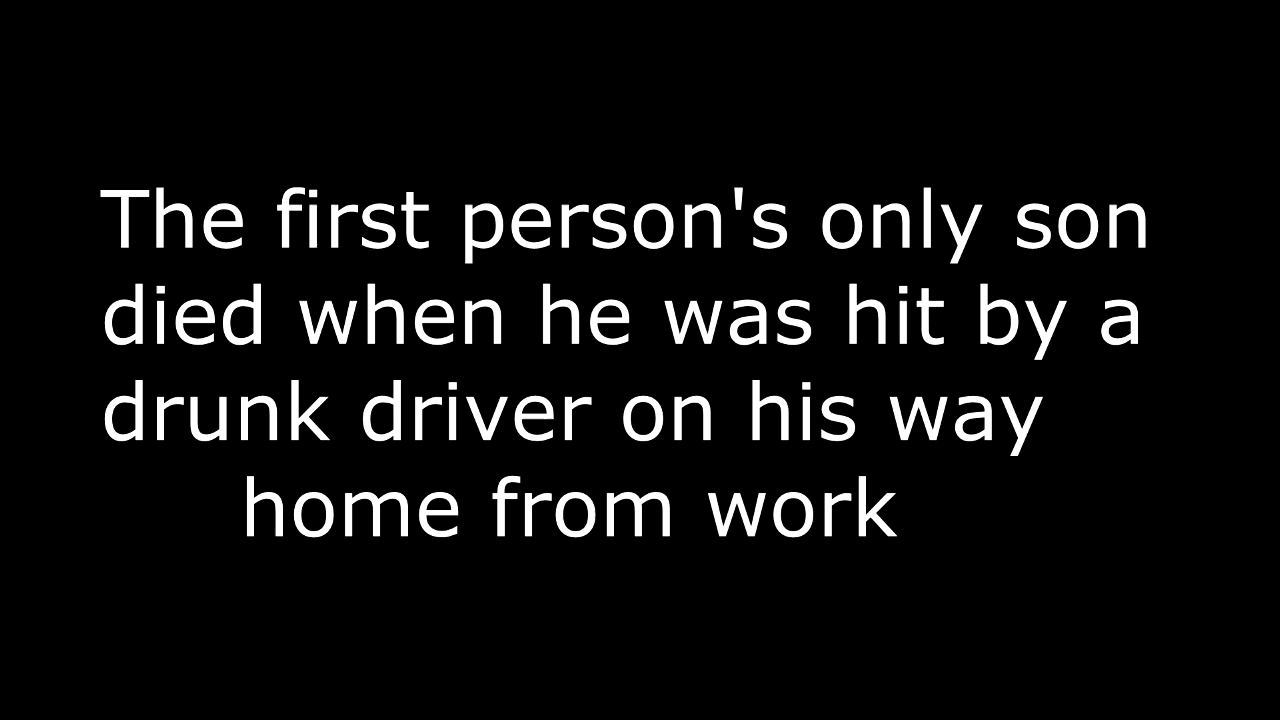 The first person's only son
died when he was hit by a
drunk driver on his way
home from work